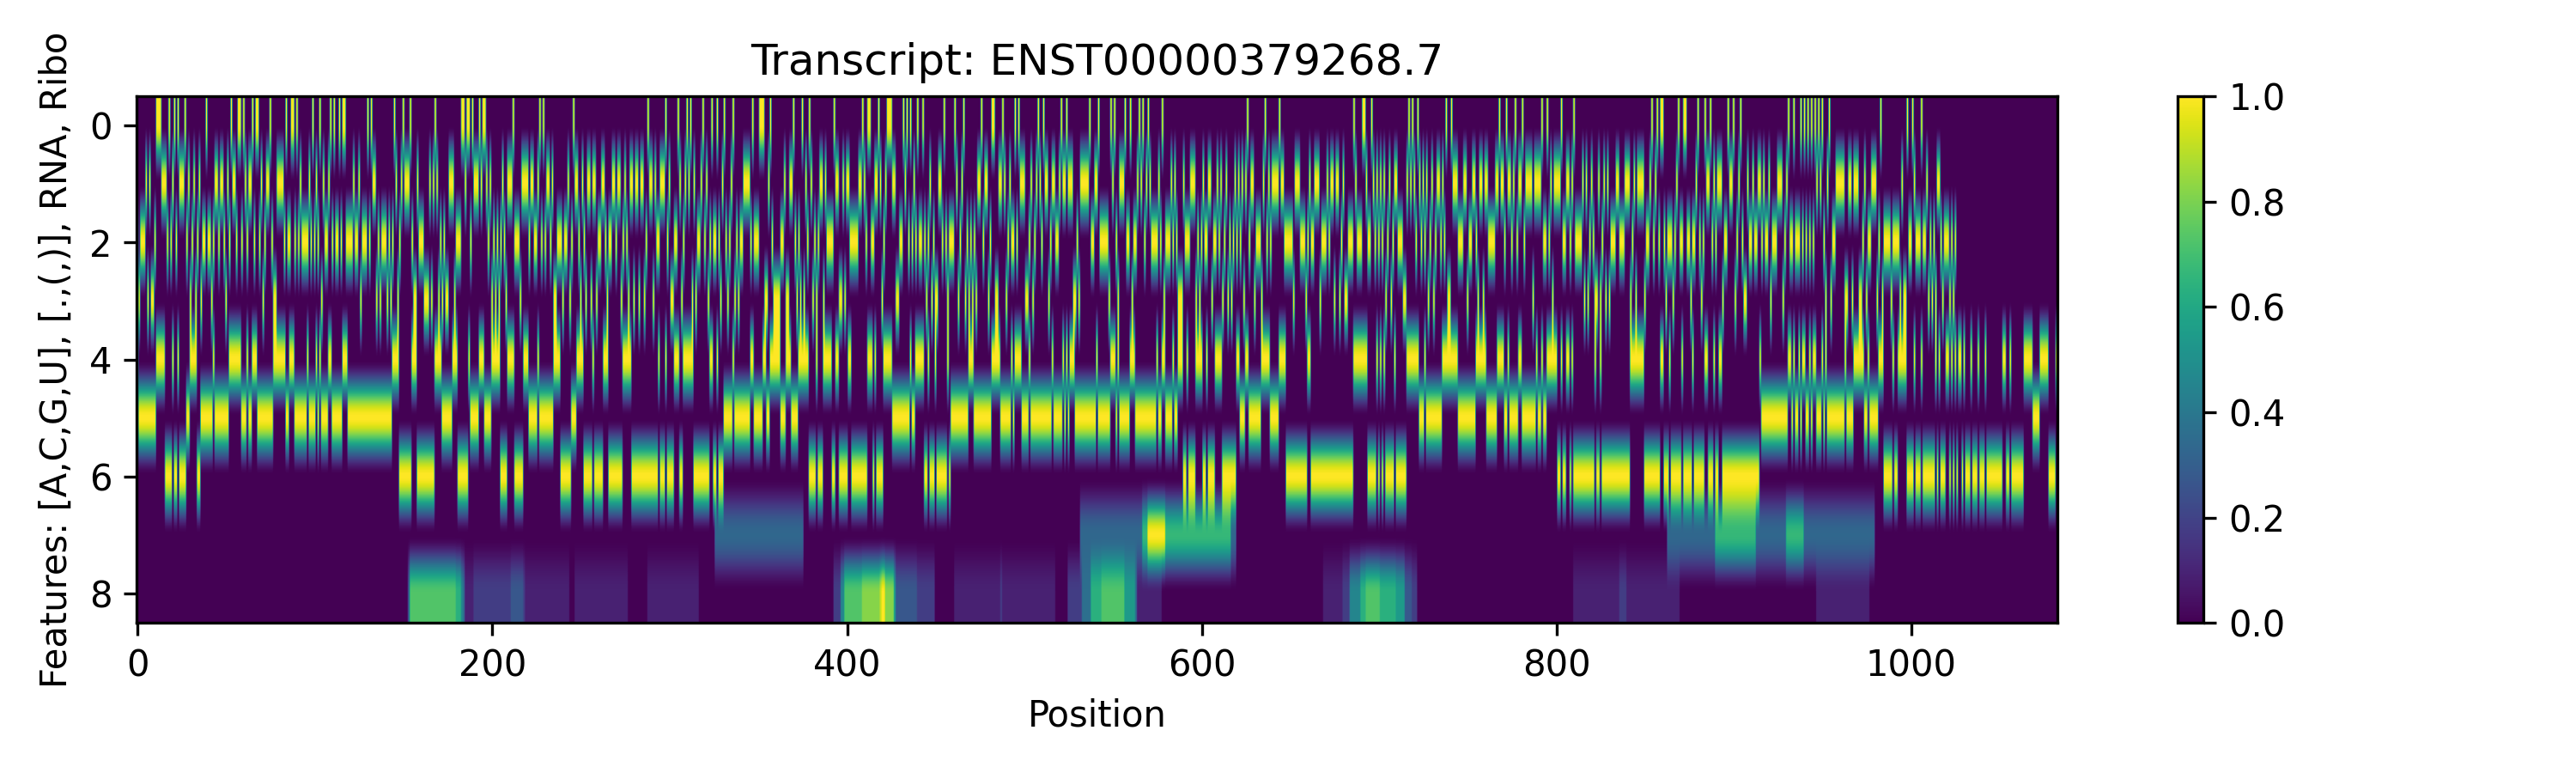 Transcript: ENST00000379268.7
Features: [A,C,G,U], [.,(,)], RNA, Ribo
0
2
4
6
8
0 200 400 600 800 1000
Position
1.0
0.8
0.6
0.4
0.2
0.0